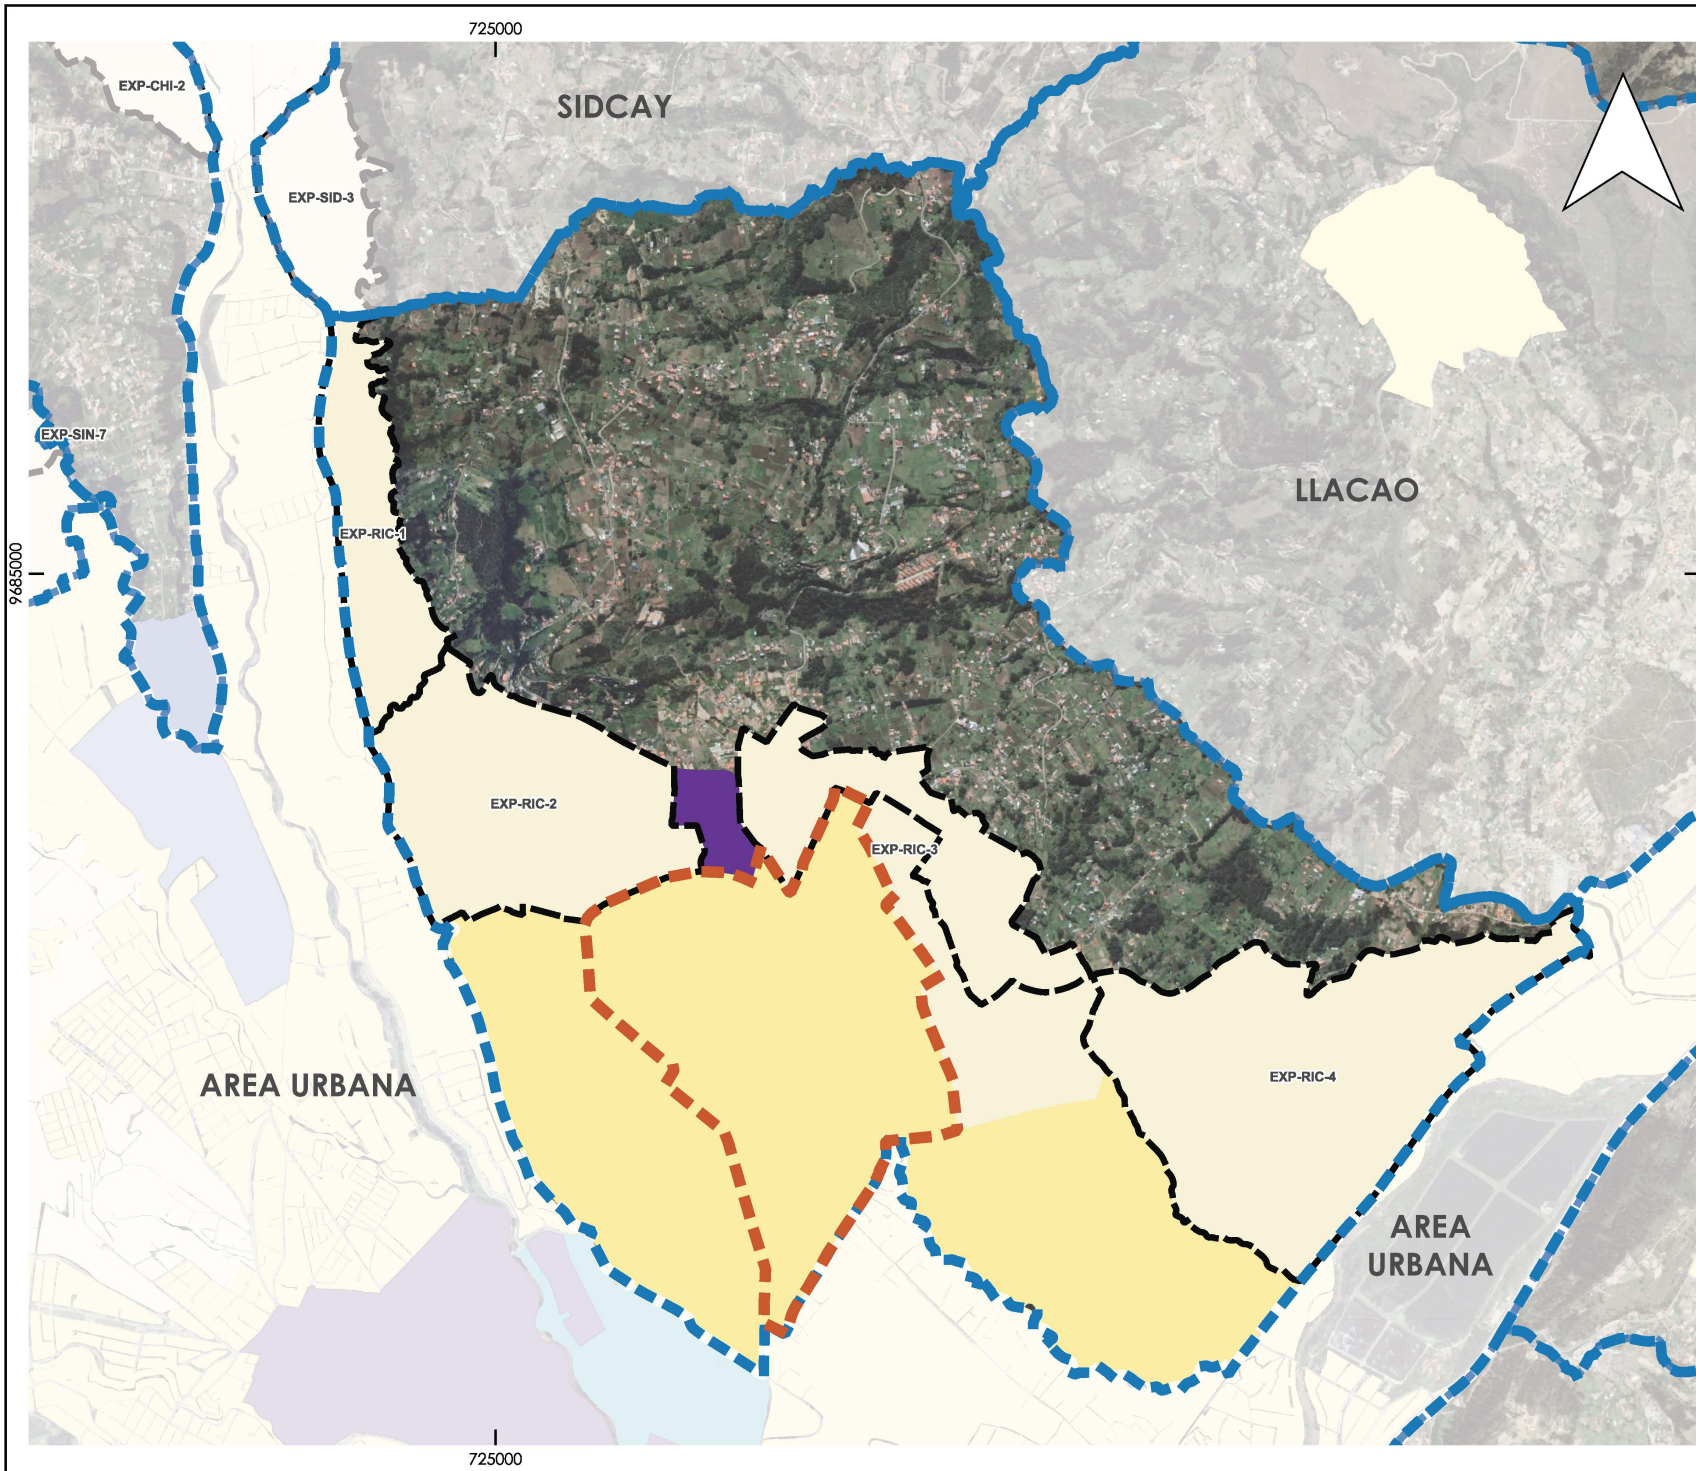 725000
EXP-CHI-2
SIDCAY
EXP-SID-3
EXP-SIN-7
LLACAO
EXP-RIC-1
9685000
EXP-RIC-2
EXP-RIC-3
EXP-RIC-4
AREA URBANA
AREA
URBANA
725000